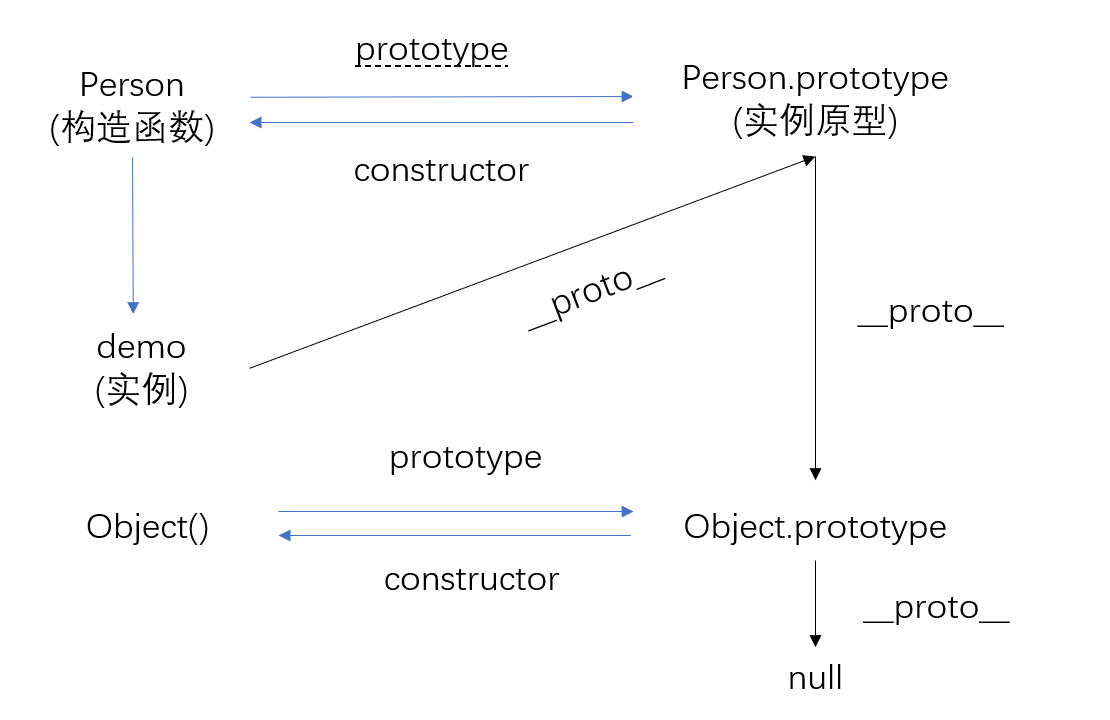 prototype
Person
(构造函数)
Person.prototype
(实例原型)
constructor
__proto__
__proto__
demo
(实例)
prototype
Object()
Object.prototype
constructor
__proto__
null